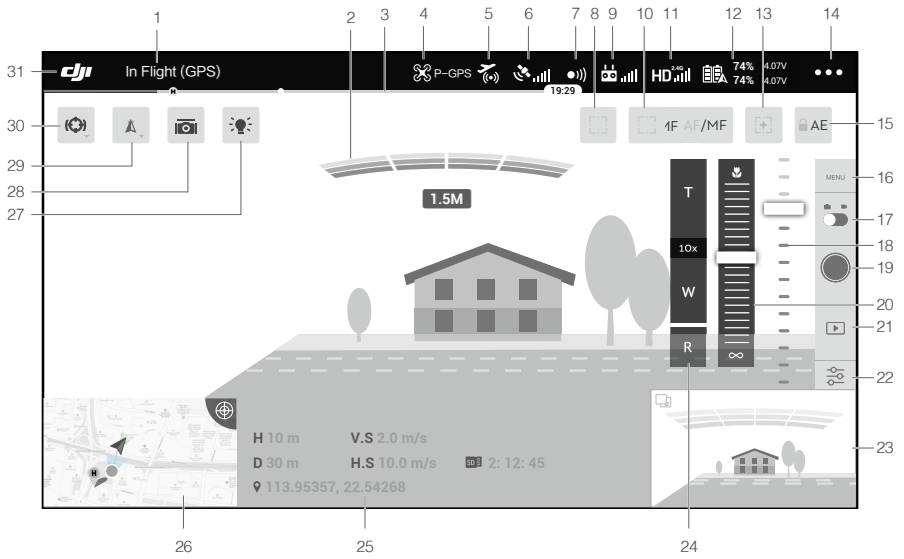 1 2 3 4 5 6 7 8 9 10 11 12 13 14
31 dji In Flight (GPS) P-GPS HD 2.4G 74% 4.07V
74% 4.07V
H 19:29
30 AF/MF AE 15
29
28
27
1.5M
T
10x
W
R
∞
MENU 16
17
18
19
20
21
22
23
H 10 m V.S 2.0 m/s
D 30 m H.S 10.0 m/s SD 2: 12: 45
113.95357, 22.54268
H
26 25 24